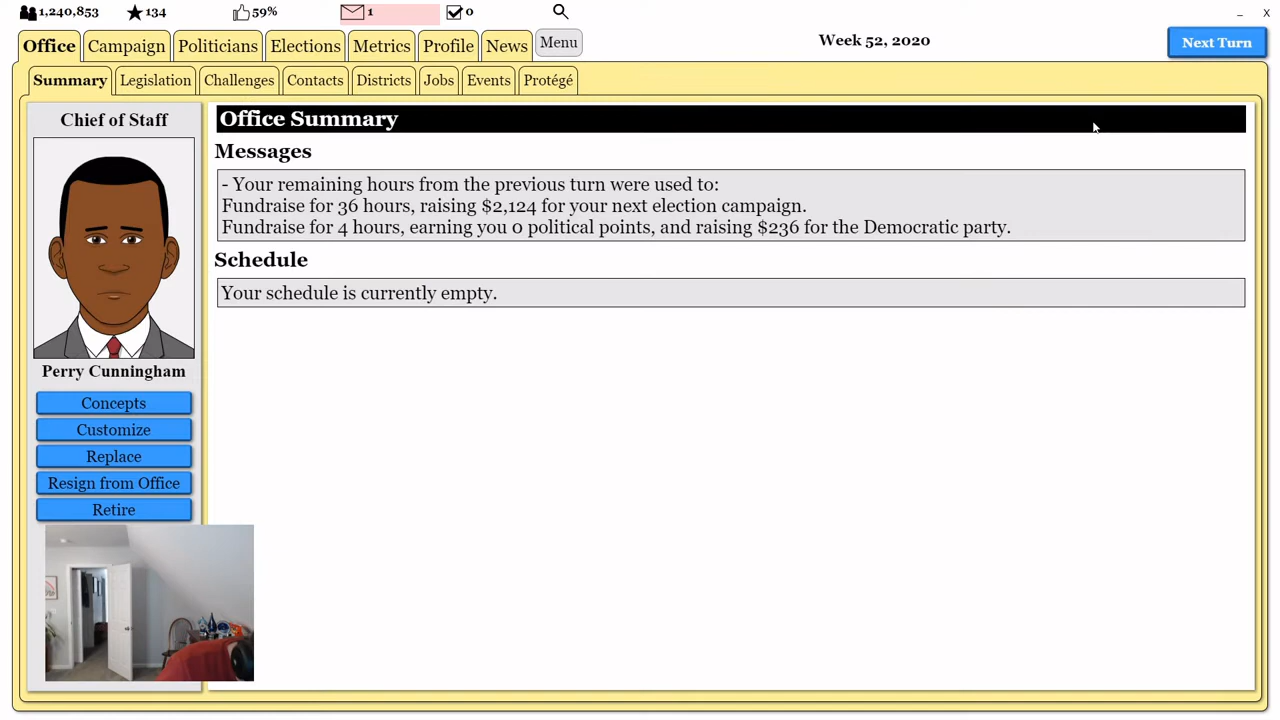 1,240,853 134 59% 1 0 _ X
Office Campaign Politicians Elections Metrics Profile News Menu Week 52, 2020 Next Turn
Summary Legislation Challenges Contacts Districts Jobs Events Protégé
Chief of Staff
Perry Cunningham
Concepts
Customize
Replace
Resign from Office
Retire
Office Summary
Messages
- Your remaining hours from the previous turn were used to:
Fundraise for 36 hours, raising $2,124 for your next election campaign.
Fundraise for 4 hours, earning you 0 political points, and raising $236 for the Democratic party.
Schedule
Your schedule is currently empty.